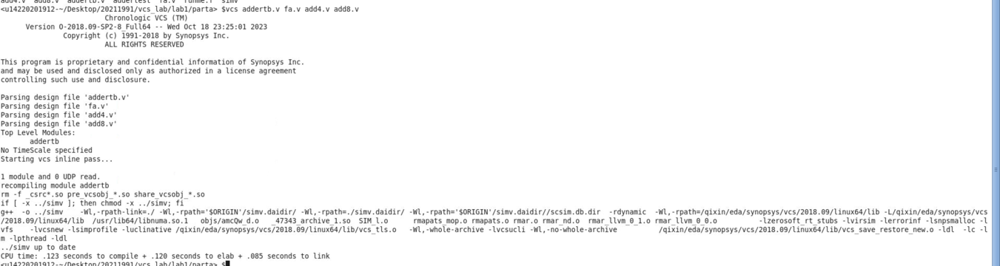 add4.v  add8.v  addertb.v  addertest  fa.v  runme.f  simv
<u14220201912-~/Desktop/20211991/vcs_lab/lab1/parta> $vcs addertb.v fa.v add4.v add8.v
Chronologic VCS (TM)
Version O-2018.09-SP2-8_Full64 -- Wed Oct 18 23:25:01 2023
Copyright (c) 1991-2018 by Synopsys Inc.
ALL RIGHTS RESERVED
This program is proprietary and confidential information of Synopsys Inc.
and may be used and disclosed only as authorized in a license agreement
controlling such use and disclosure.
Parsing design file 'addertb.v'
Parsing design file 'fa.v'
Parsing design file 'add4.v'
Parsing design file 'add8.v'
Top Level Modules:
addertb
No TimeScale specified
Starting vcs inline pass...
1 module and 0 UDP read.
recompiling module addertb
rm -f _csrc*.so pre_vcsobj_*.so share_vcsobj_*.so
if [ -x ../simv ]; then chmod -x ../simv; fi
g++  -o ../simv    -Wl,-rpath-link=./ -Wl,-rpath='$ORIGIN'/simv.daidir/ -Wl,-rpath=./simv.daidir/ -Wl,-rpath='$ORIGIN'/simv.daidir//scsim.db.dir  -rdynamic  -Wl,-rpath=/qixin/eda/synopsys/vcs/2018.09/linux64/lib -L/qixin/eda/synopsys/vcs
/2018.09/linux64/lib  /usr/lib64/libnuma.so.1   objs/amcQw_d.o   _47343_archive_1.so  SIM_l.o      rmapats_mop.o rmapats.o rmar.o rmar_nd.o  rmar_llvm_0_1.o rmar_llvm_0_0.o          -lzerosoft_rt_stubs -lvirsim -lerrorinf -lsnpsmalloc -l
vfs    -lvcsnew -lsimprofile -luclinative /qixin/eda/synopsys/vcs/2018.09/linux64/lib/vcs_tls.o   -Wl,-whole-archive -lvcsucli -Wl,-no-whole-archive          /qixin/eda/synopsys/vcs/2018.09/linux64/lib/vcs_save_restore_new.o -ldl  -lc -l
m -lpthread -ldl
../simv up to date
CPU time: .123 seconds to compile + .120 seconds to elab + .085 seconds to link
<u14220201912-~/Desktop/20211991/vcs_lab/lab1/parta> $